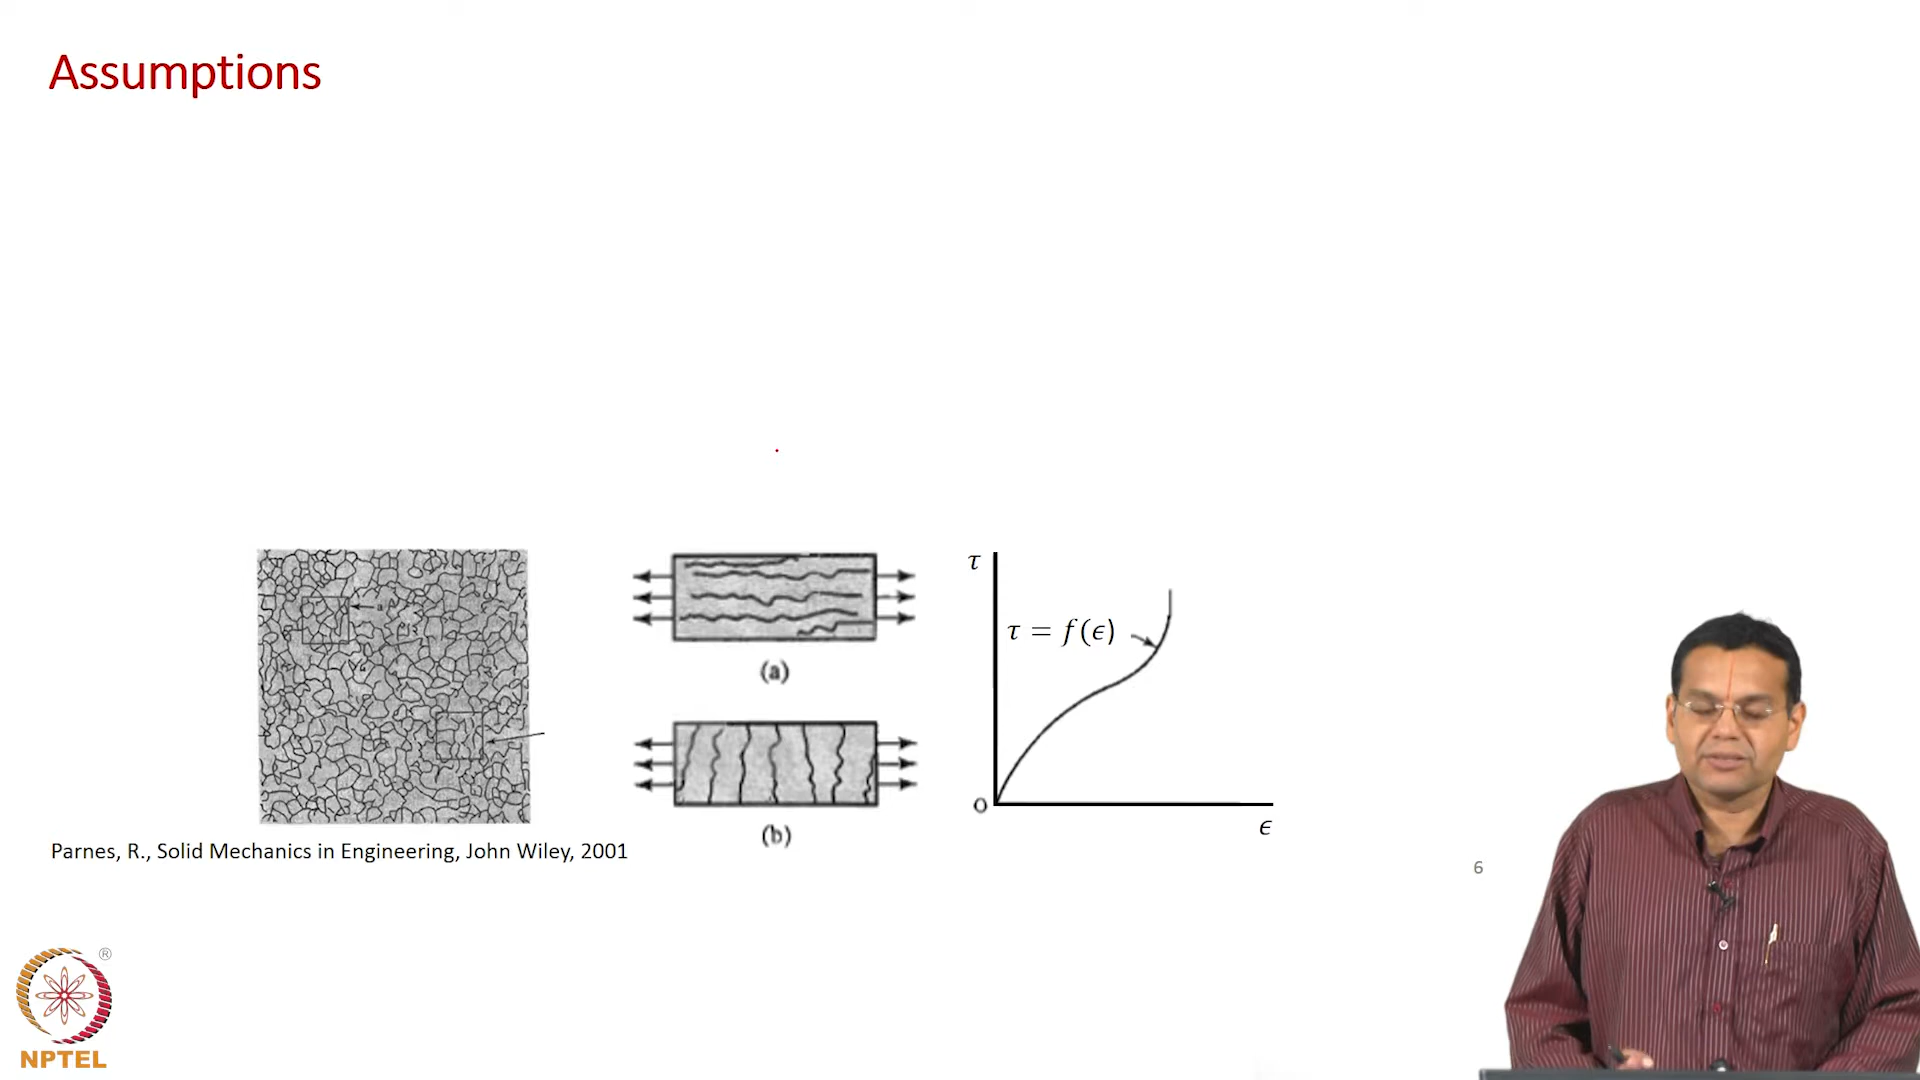 Assumptions
a
τ
τ = f(ϵ)
(a)
O
ϵ
(b)
Parnes, R., Solid Mechanics in Engineering, John Wiley, 2001
6
®
NPTEL